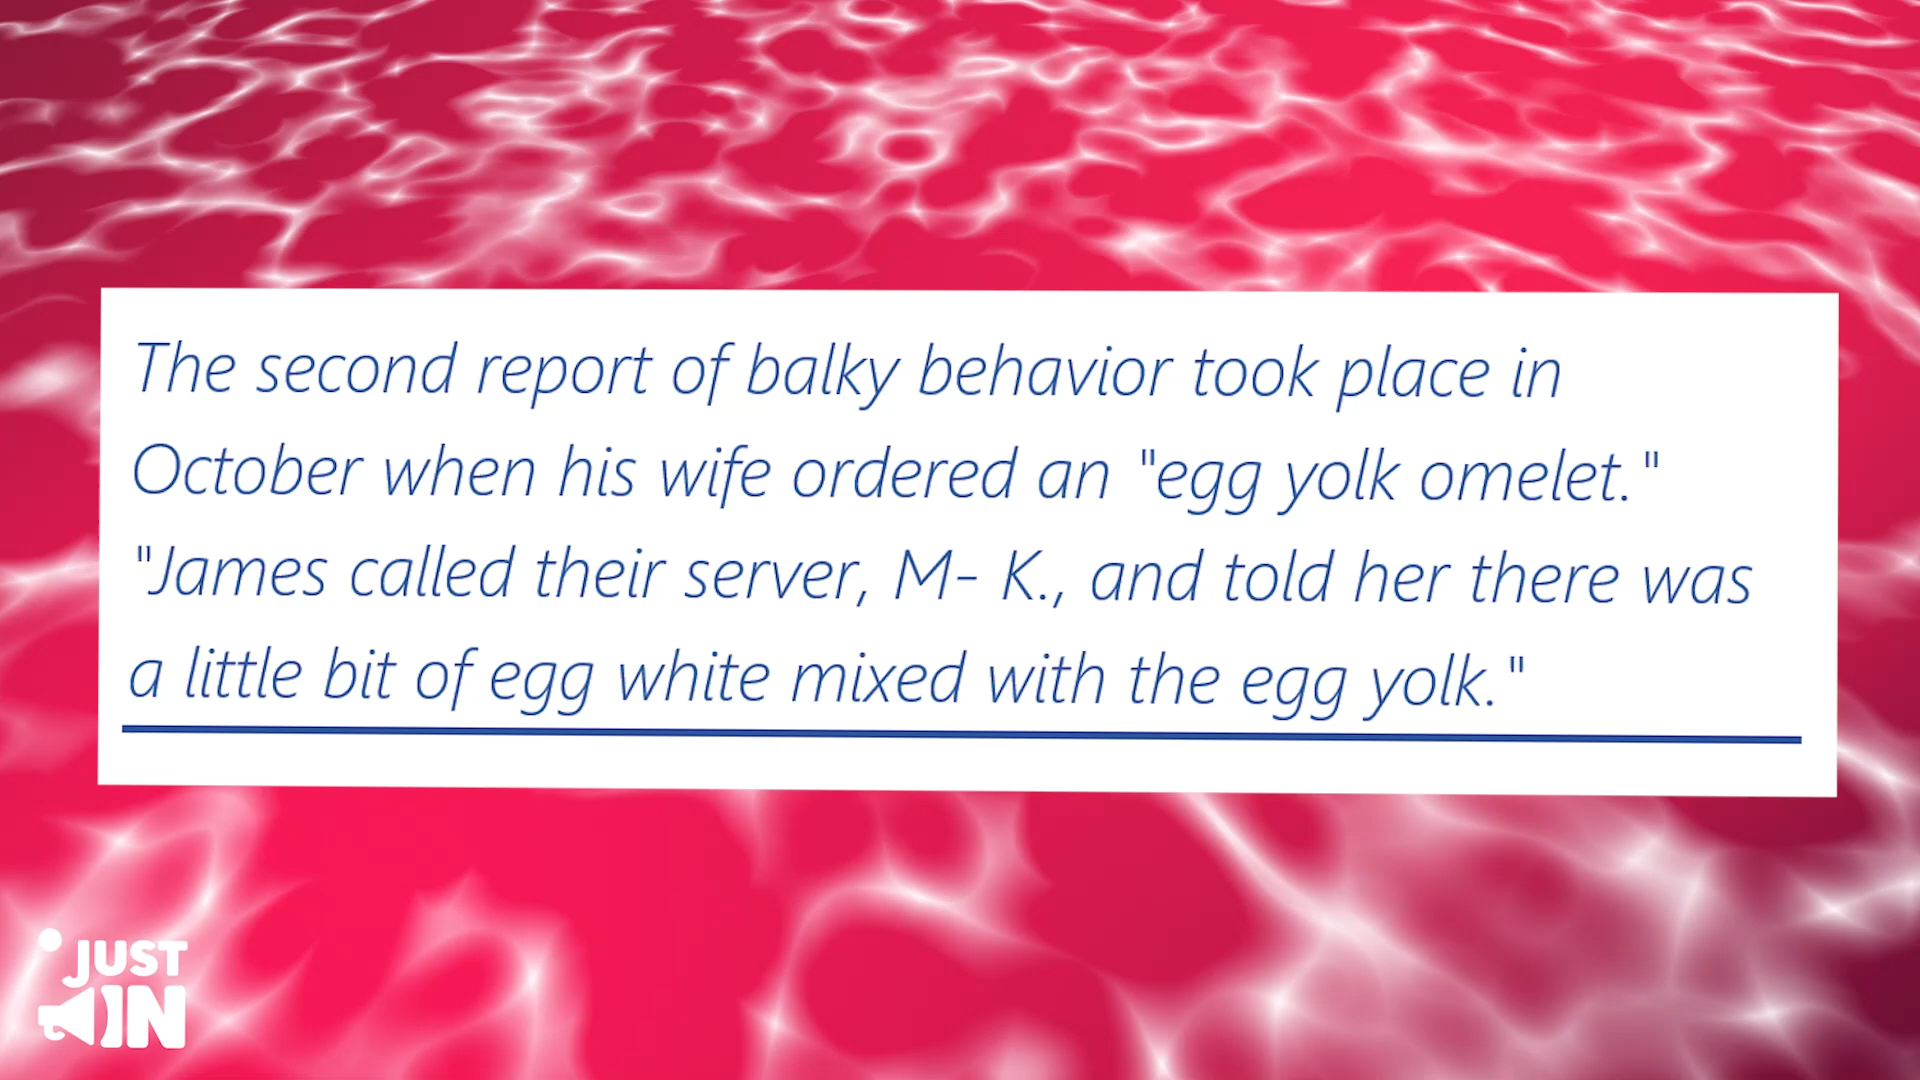 The second report of balky behavior took place in
October when his wife ordered an "egg yolk omelet."
"James called their server, M- K., and told her there was
a little bit of egg white mixed with the egg yolk."
JUST
IN